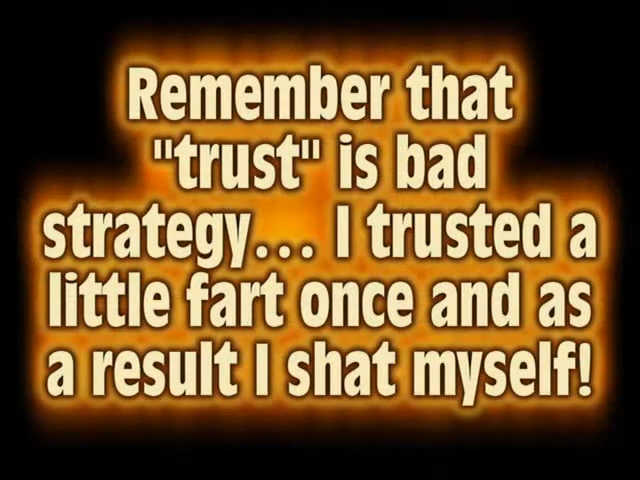 Remember that
"trust" is bad
strategy... I trusted a
little fart once and as
a result I shat myself!